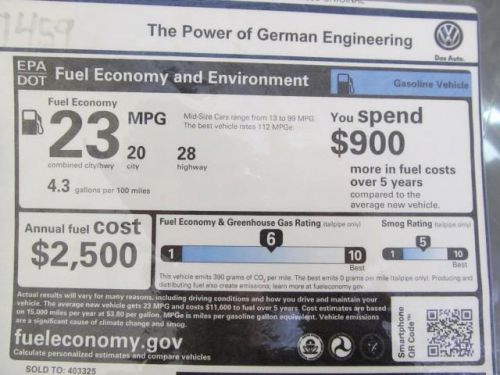 1459
The Power of German Engineering
Das Auto.
EPA
DOT
Fuel Economy and Environment
Gasoline Vehicle
Fuel Economy
23 MPG
combined city/hwy
20
city
28
highway
4.3 gallons per 100 miles
Mid-Size Cars range from 13 to 99 MPG.
The best vehicle rates 112 MPGe.
You spend
$900
more in fuel costs
over 5 years
compared to the
average new vehicle.
Annual fuel cost
$2,500
Fuel Economy & Greenhouse Gas Rating (tailpipe only)
1
6
10
Best
Smog Rating (tailpipe only)
1
5
10
Best
This vehicle emits 390 grams of CO2 per mile. The best emits 0 grams per mile (tailpipe only). Producing and
distributing fuel also create emissions, learn more at fueleconomy.gov.
Actual results will vary for many reasons, including driving conditions and how you drive and maintain your
vehicle. The average new vehicle gets 23 MPG and costs $11,600 to fuel over 5 years. Cost estimates are based
on 15,000 miles per year at $3.80 per gallon. MPGe is miles per gasoline gallon equivalent. Vehicle emissions
are a significant cause of climate change and smog.
fueleconomy.gov
Calculate personalized estimates and compare vehicles
Smartphone
QR Code™
SOLD TO: 403325